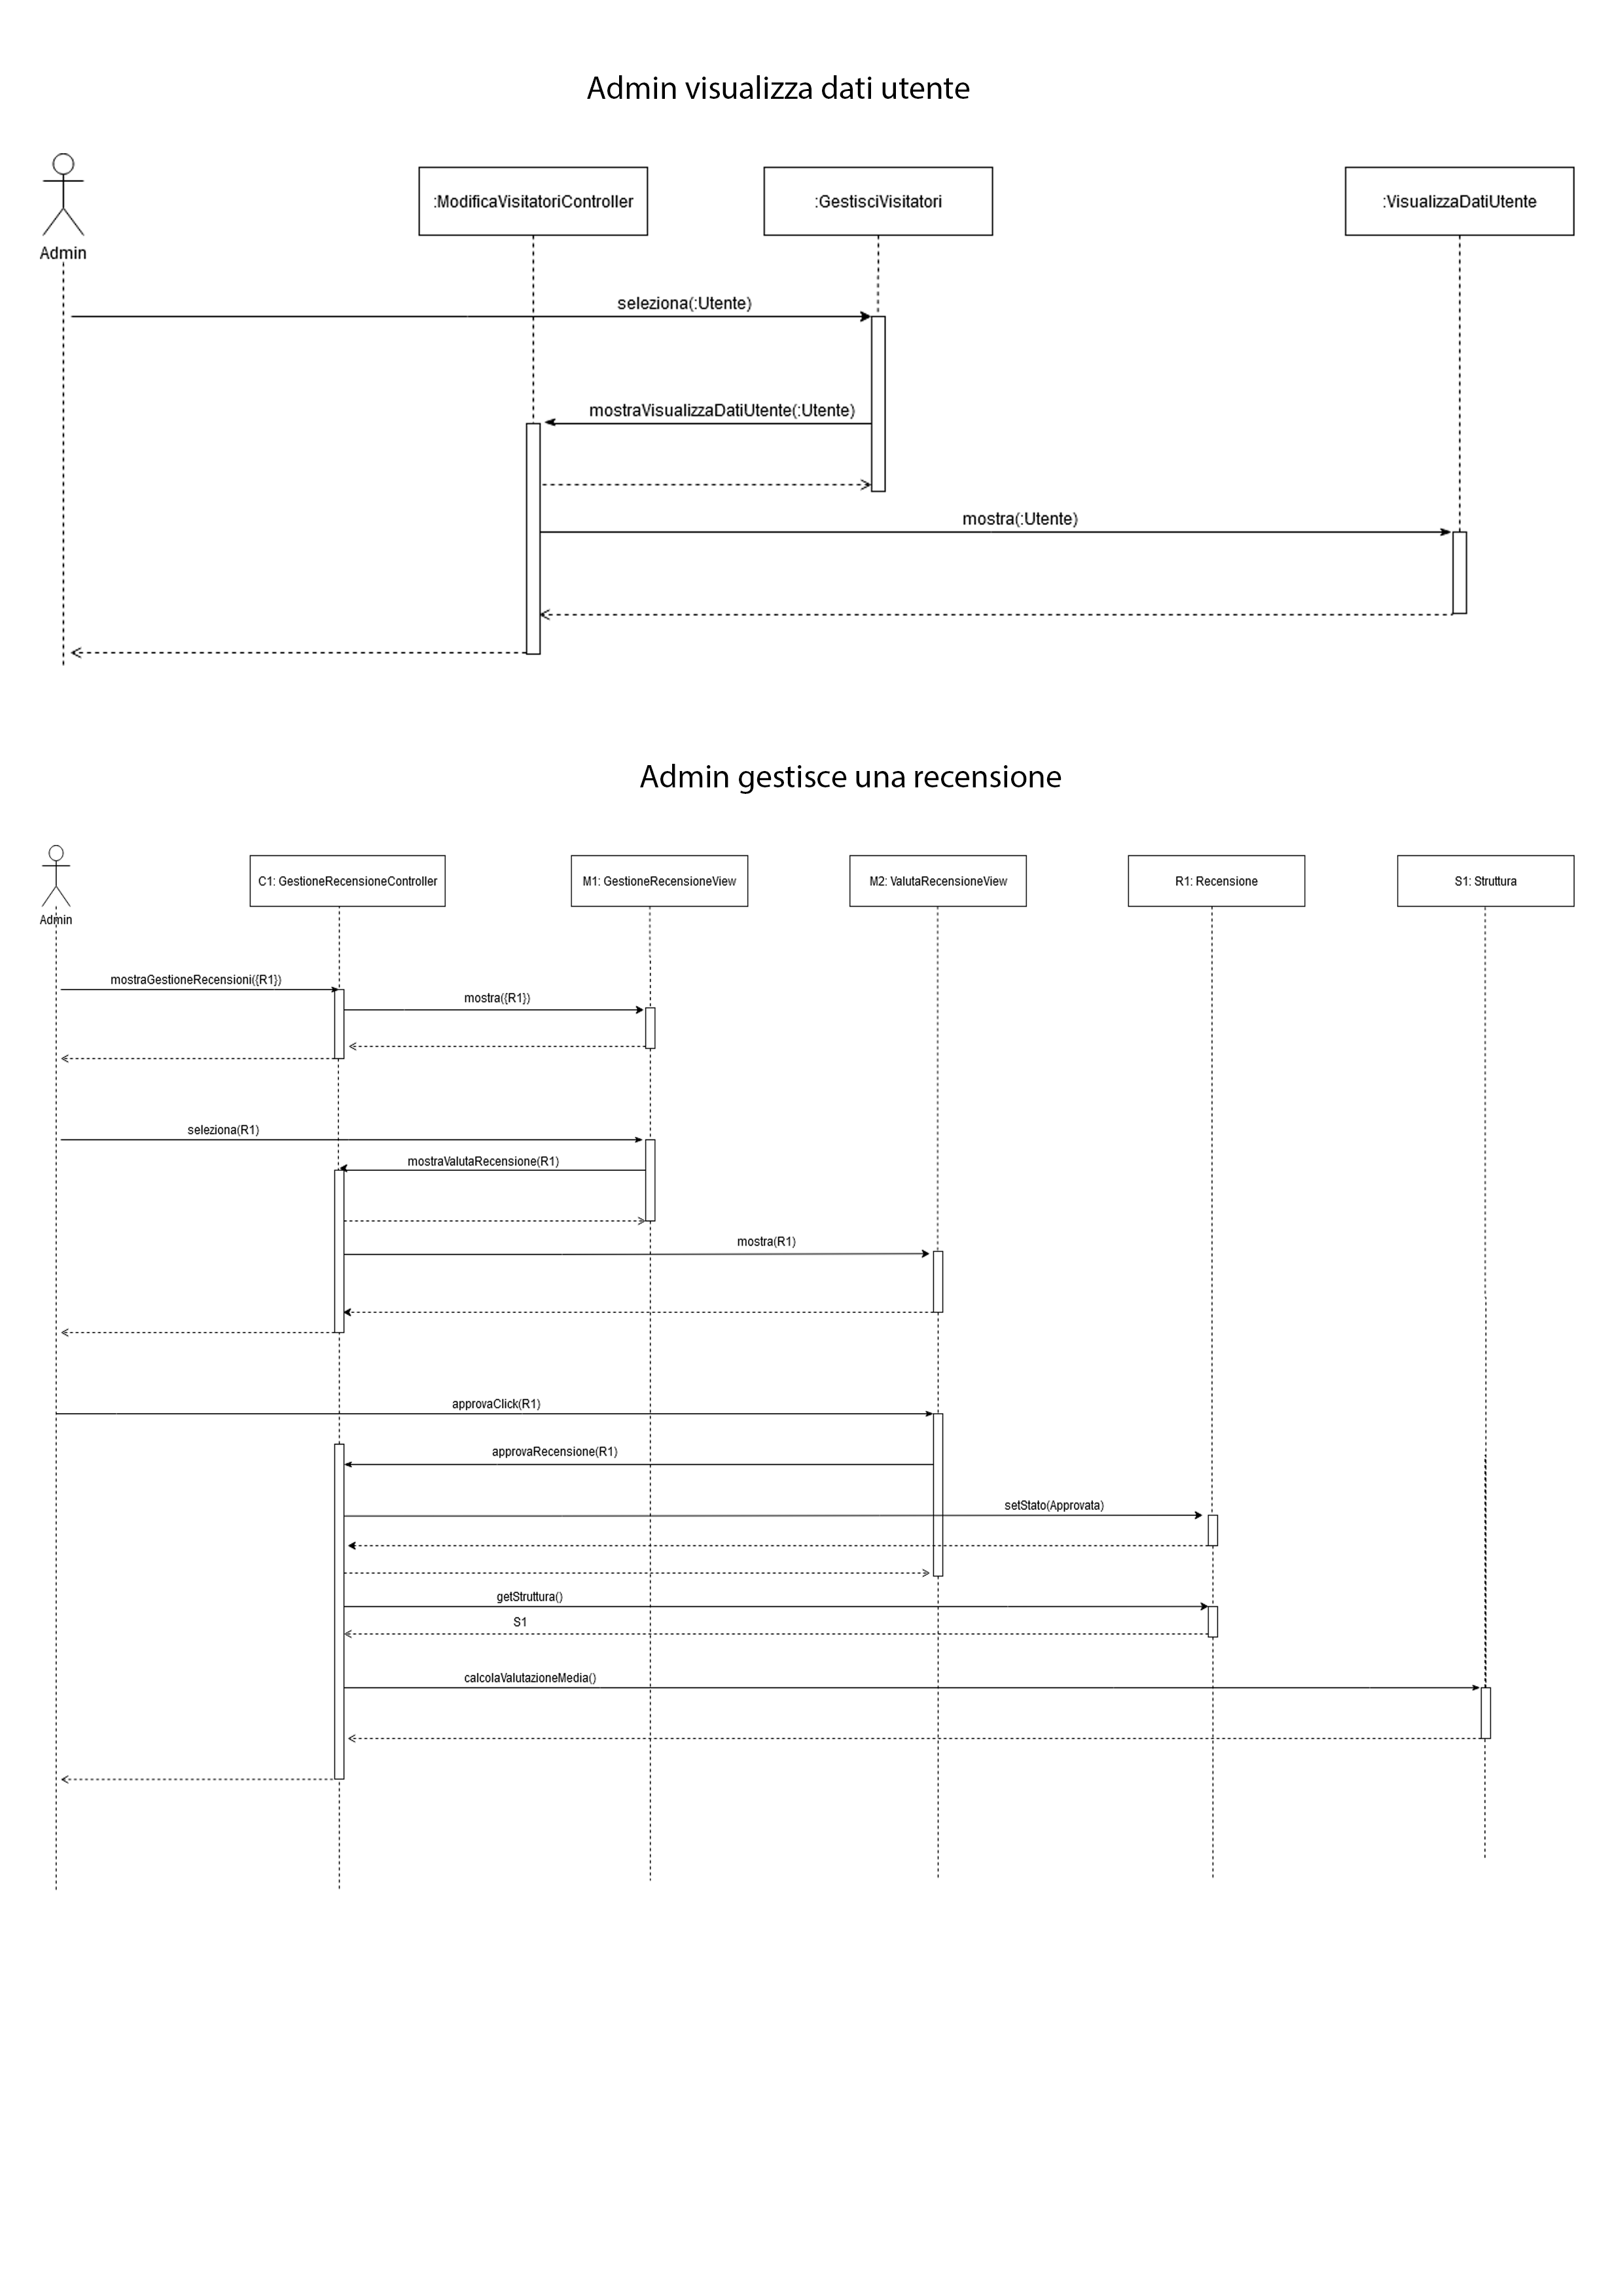 Admin visualizza dati utente
Admin
:ModificaVisitatoriController
:GestisciVisitatori
:VisualizzaDatiUtente
seleziona(:Utente)
mostraVisualizzaDatiUtente(:Utente)
mostra(:Utente)
Admin gestisce una recensione
Admin
C1: GestioneRecensioneController
M1: GestioneRecensioneView
M2: ValutaRecensioneView
R1: Recensione
S1: Struttura
mostraGestioneRecensioni({R1})
mostra({R1})
seleziona(R1)
mostraValutaRecensione(R1)
mostra(R1)
approvaClick(R1)
approvaRecensione(R1)
setStato(Approvata)
getStruttura()
S1
calcolaValutazioneMedia()